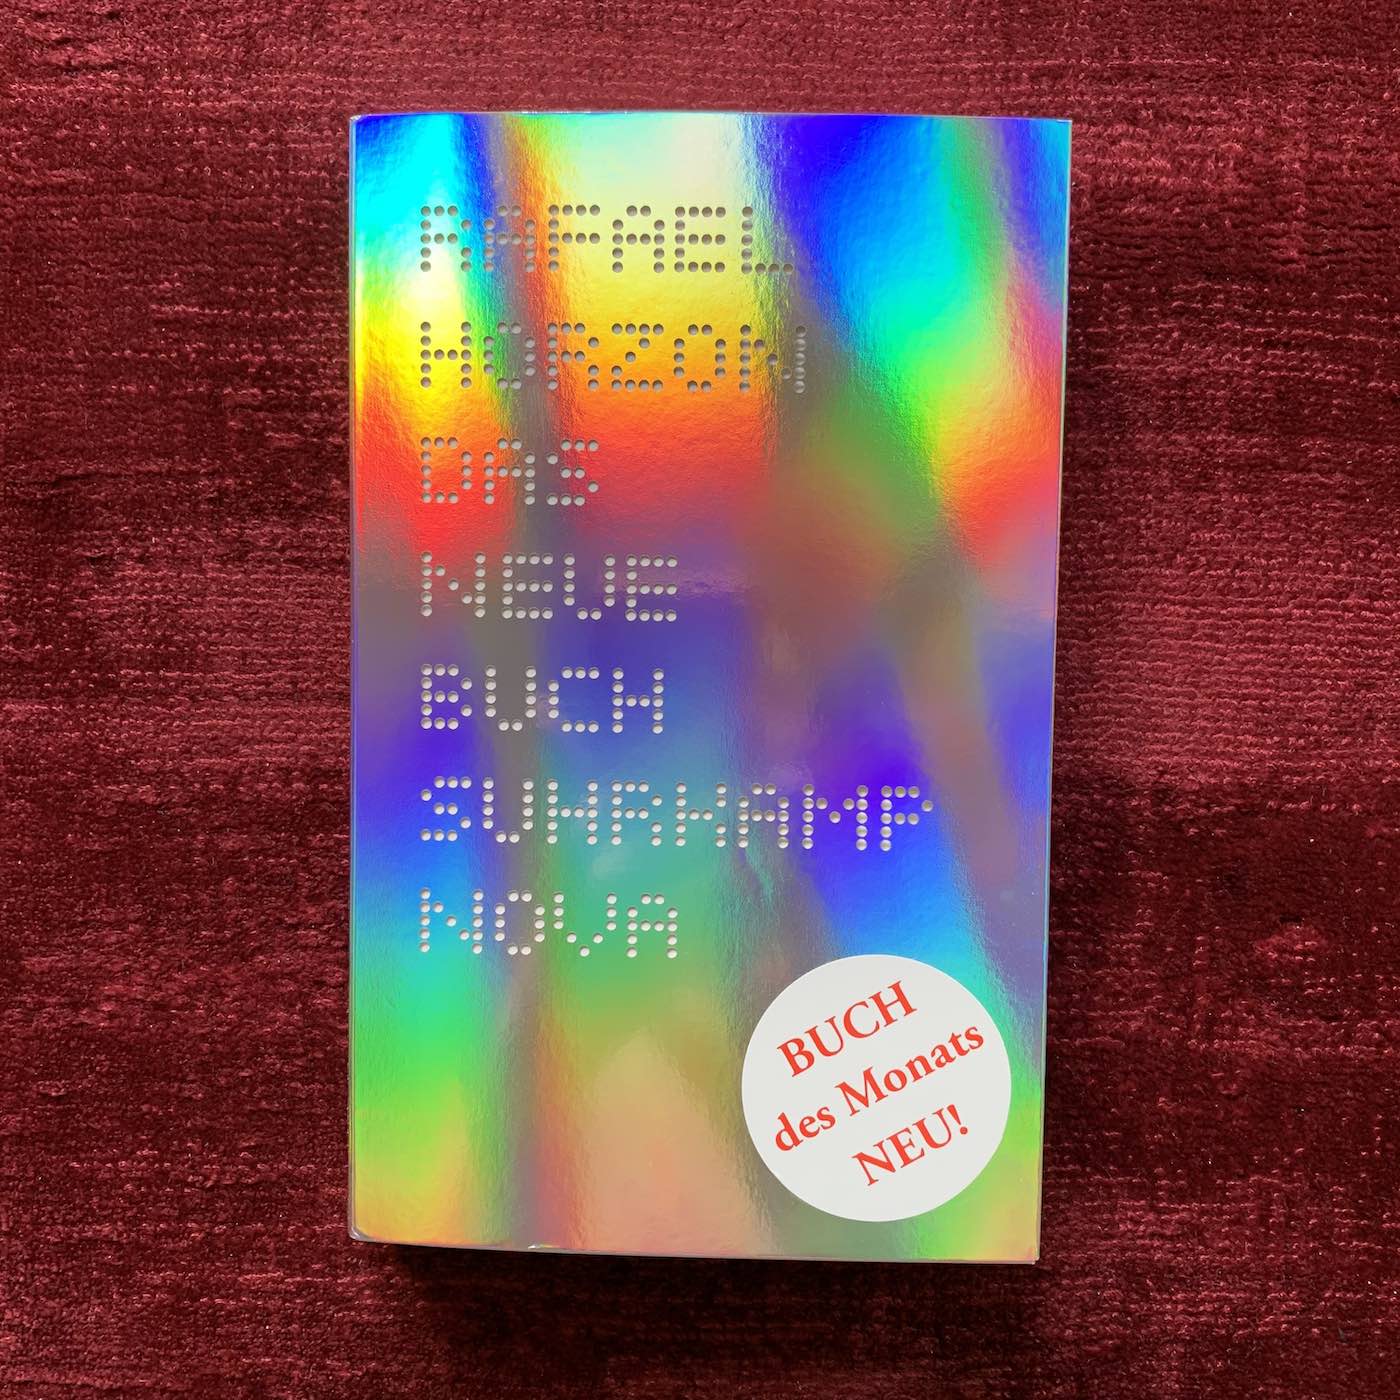 RAFAEL
HORZON
DAS
NEUE
BUCH
SUHRKAMP
NOVA
BUCH
des Monats
NEU!